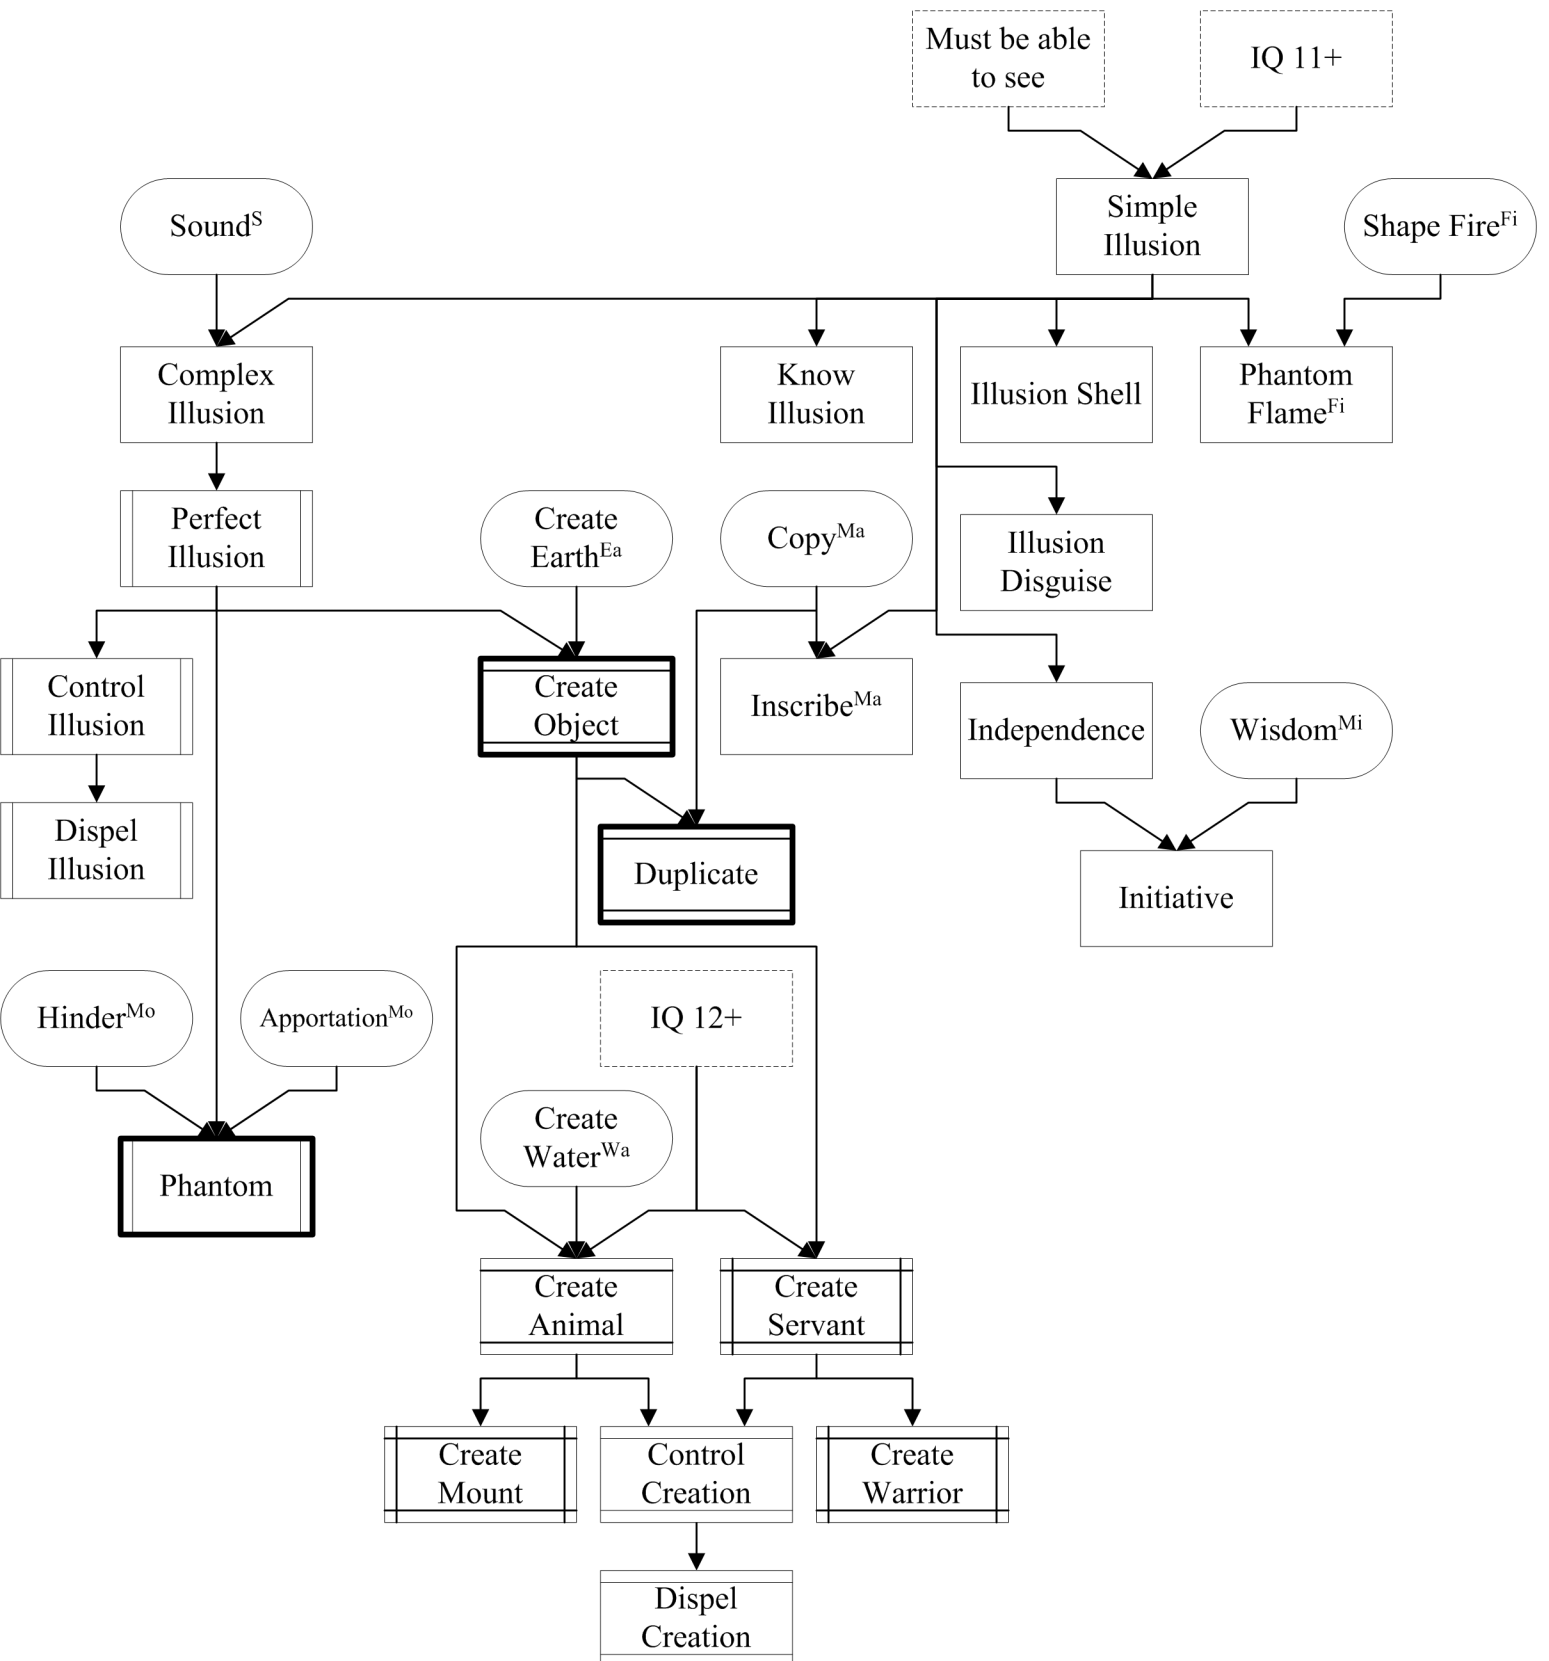 Must be able
to see
IQ 11+
Sound^S
Simple
Illusion
Shape Fire^Fi
Complex
Illusion
Know
Illusion
Illusion Shell
Phantom
Flame^Fi
Perfect
Illusion
Create
Earth^Ea
Copy^Ma
Illusion
Disguise
Control
Illusion
Create
Object
Inscribe^Ma
Independence
Wisdom^Mi
Dispel
Illusion
Duplicate
Initiative
Hinder^Mo
Apportation^Mo
IQ 12+
Create
Water^Wa
Phantom
Create
Animal
Create
Servant
Create
Mount
Control
Creation
Create
Warrior
Dispel
Creation